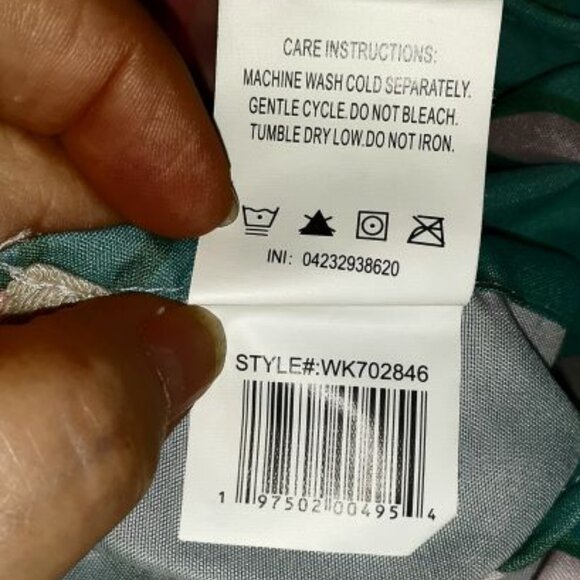 CARE INSTRUCTIONS:
MACHINE WASH COLD SEPARATELY.
GENTLE CYCLE.DO NOT BLEACH.
TUMBLE DRY LOW.DO NOT IRON.
INI: 04232938620
STYLE#:WK702846
1 97502 00495 4